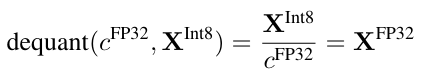 dequant(c^FP32, X^Int8) = X^Int8 / c^FP32 = X^FP32